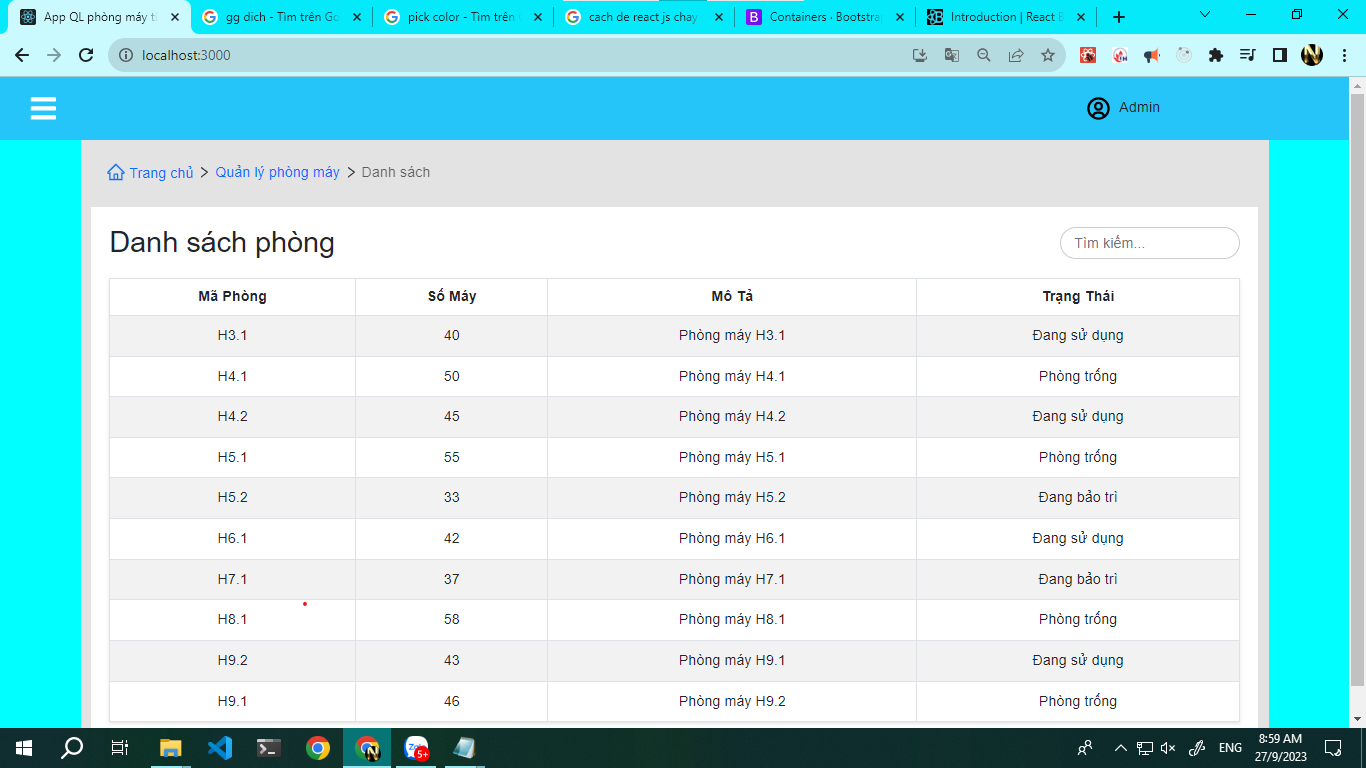 App QL phòng máy ti
gg dich - Tìm trên Go
pick color - Tìm trên
cach de react js chay
Containers · Bootstra
Introduction | React B
localhost:3000
Admin
Trang chủ > Quản lý phòng máy > Danh sách
Danh sách phòng
Tìm kiếm...
Mã Phòng Số Máy Mô Tả Trạng Thái
H3.1 40 Phòng máy H3.1 Đang sử dụng
H4.1 50 Phòng máy H4.1 Phòng trống
H4.2 45 Phòng máy H4.2 Đang sử dụng
H5.1 55 Phòng máy H5.1 Phòng trống
H5.2 33 Phòng máy H5.2 Đang bảo trì
H6.1 42 Phòng máy H6.1 Đang sử dụng
H7.1 37 Phòng máy H7.1 Đang bảo trì
H8.1 58 Phòng máy H8.1 Phòng trống
H9.2 43 Phòng máy H9.1 Đang sử dụng
H9.1 46 Phòng máy H9.2 Phòng trống
5+
ENG
8:59 AM
27/9/2023